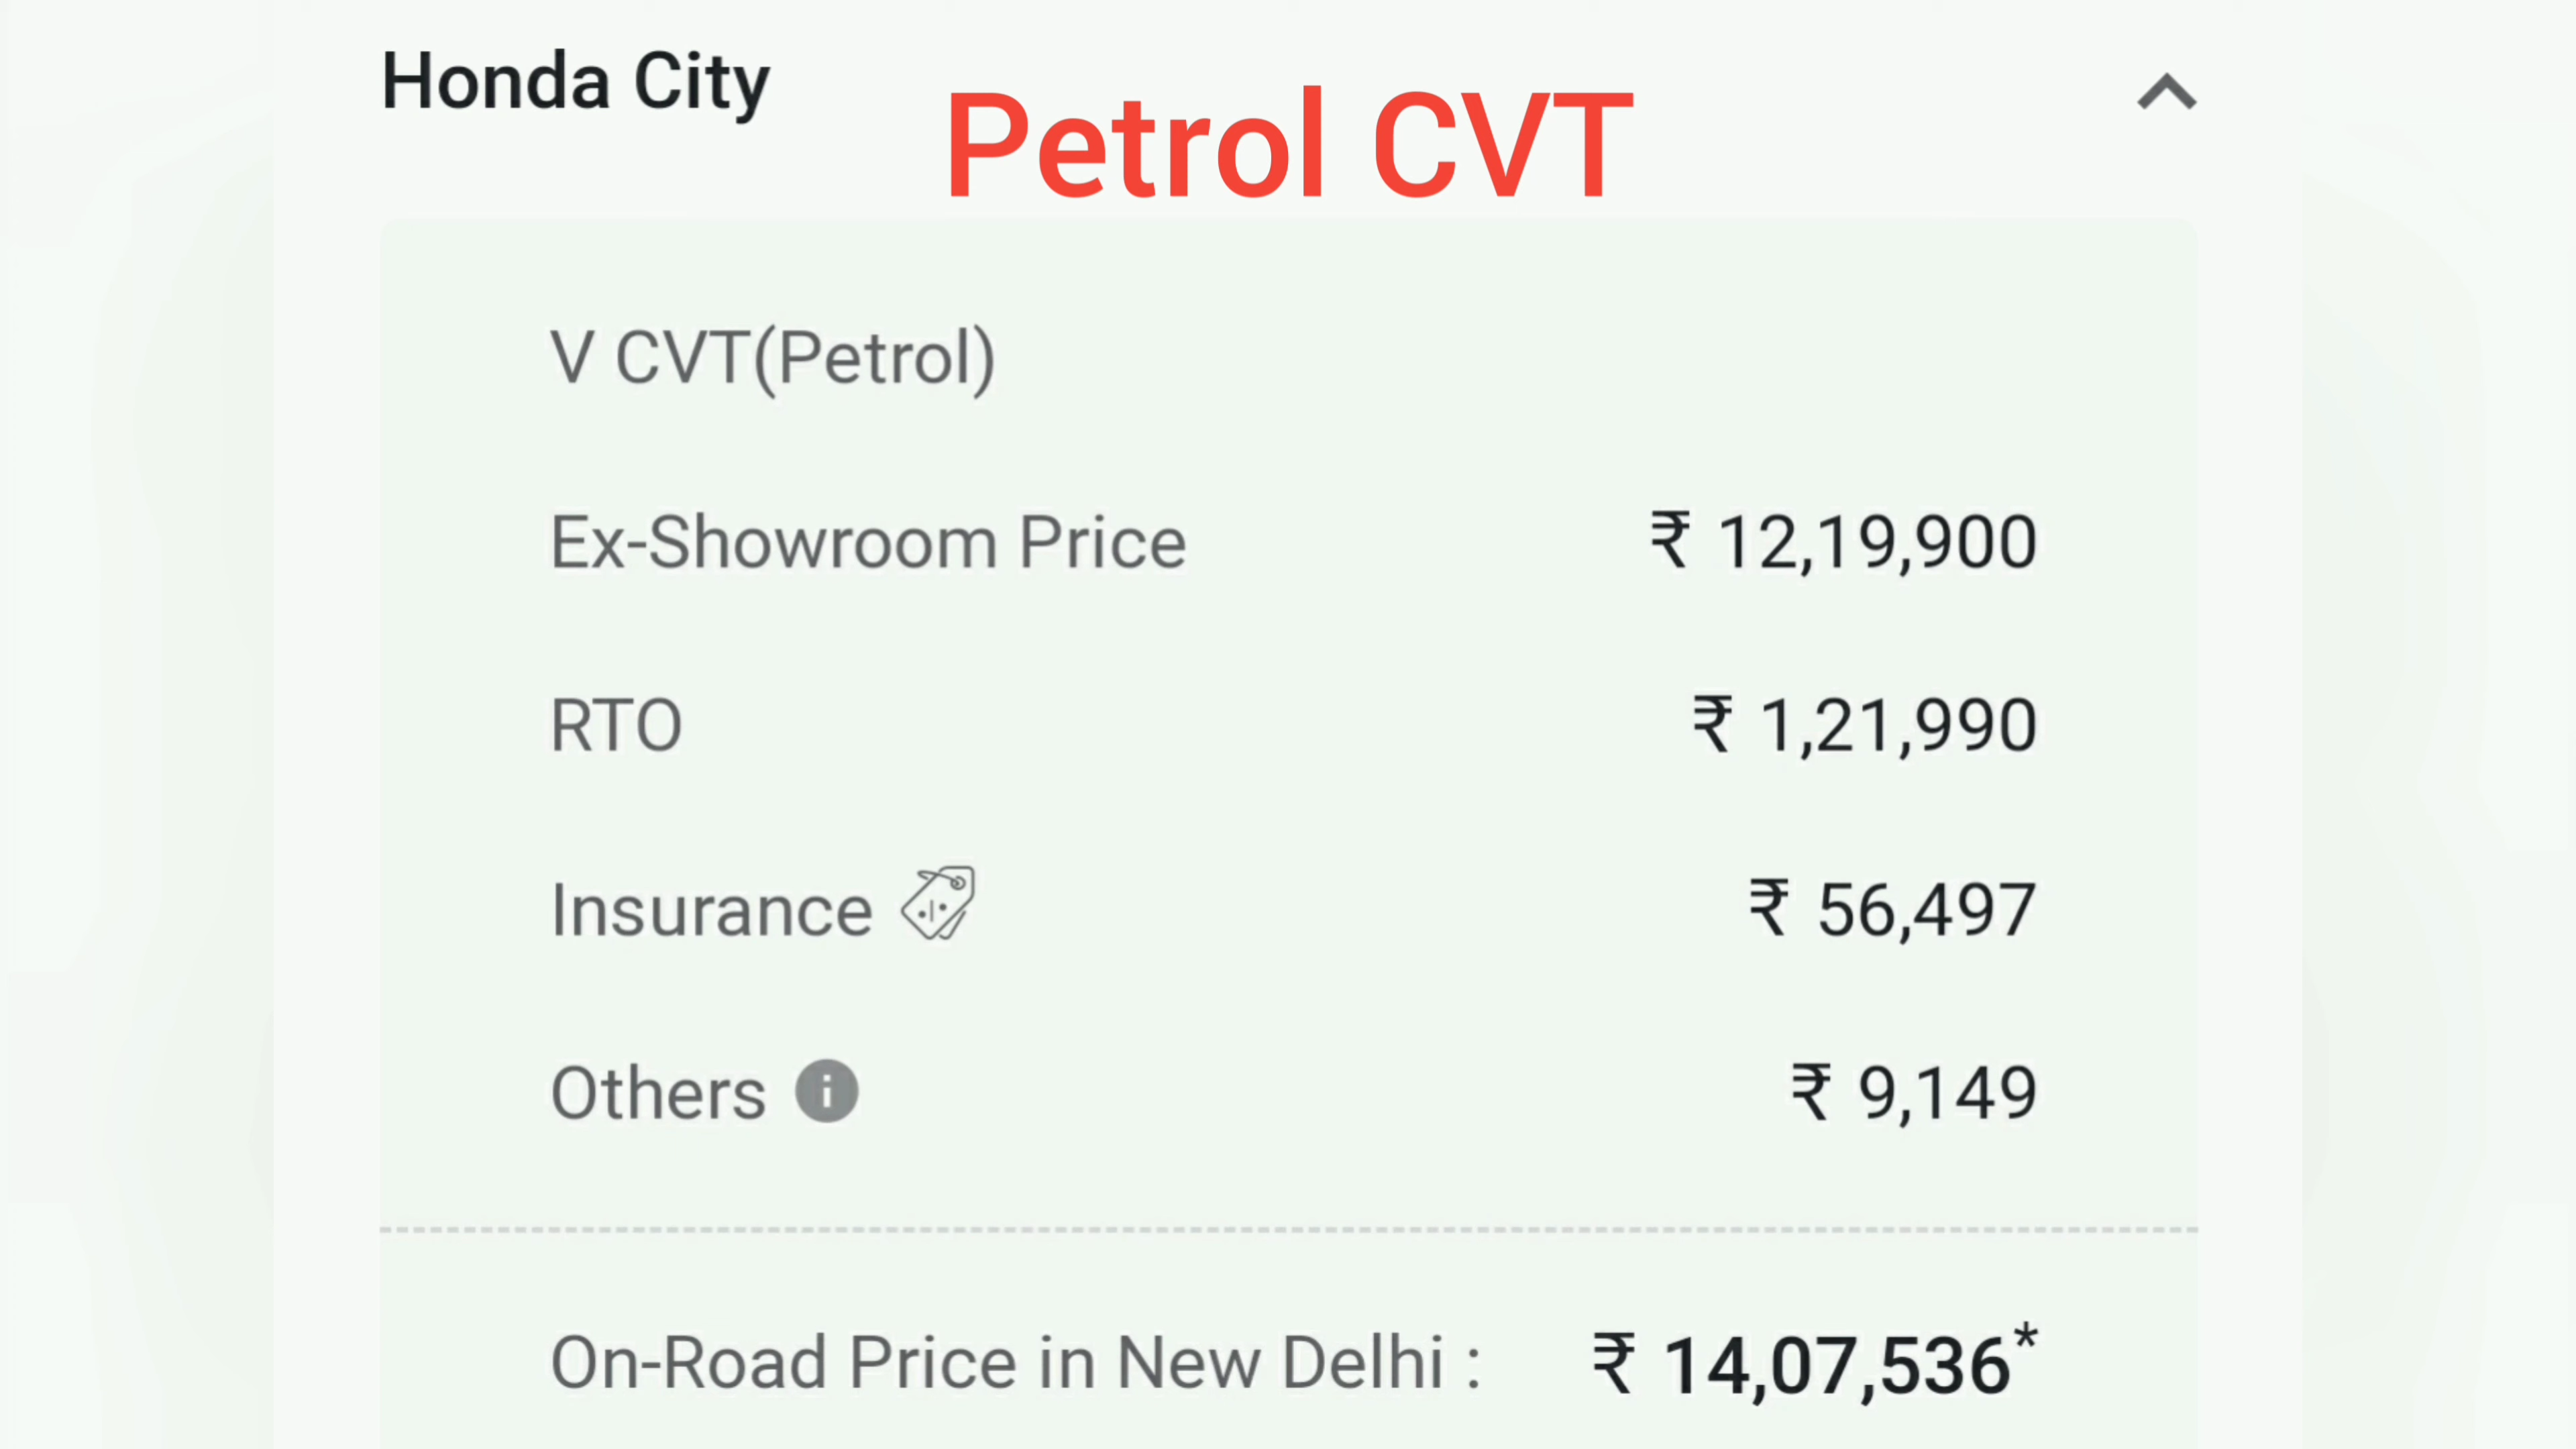 Honda City
Petrol CVT
V CVT(Petrol)
Ex-Showroom Price ₹ 12,19,900
RTO ₹ 1,21,990
Insurance ₹ 56,497
Others ₹ 9,149
On-Road Price in New Delhi : ₹ 14,07,536*